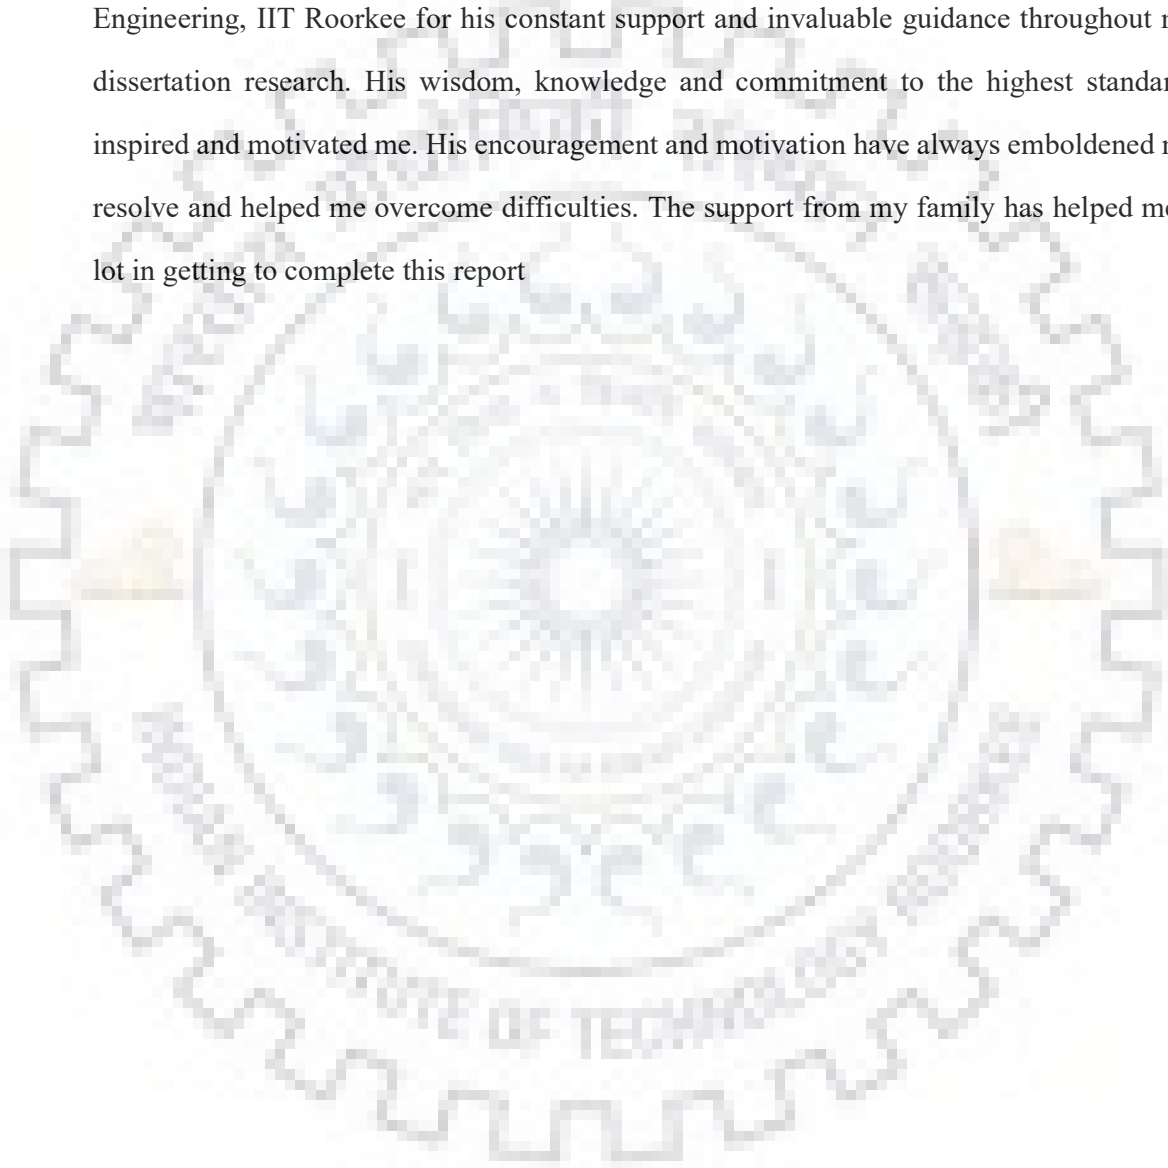 Engineering, IIT Roorkee for his constant support and invaluable guidance throughout
dissertation research. His wisdom, knowledge and commitment to the highest
inspired and motivated me. His encouragement and motivation have always emboldened
resolve and helped me overcome difficulties. The support from my family has helped
lot in getting to complete this report
OF TECHNOLOGY